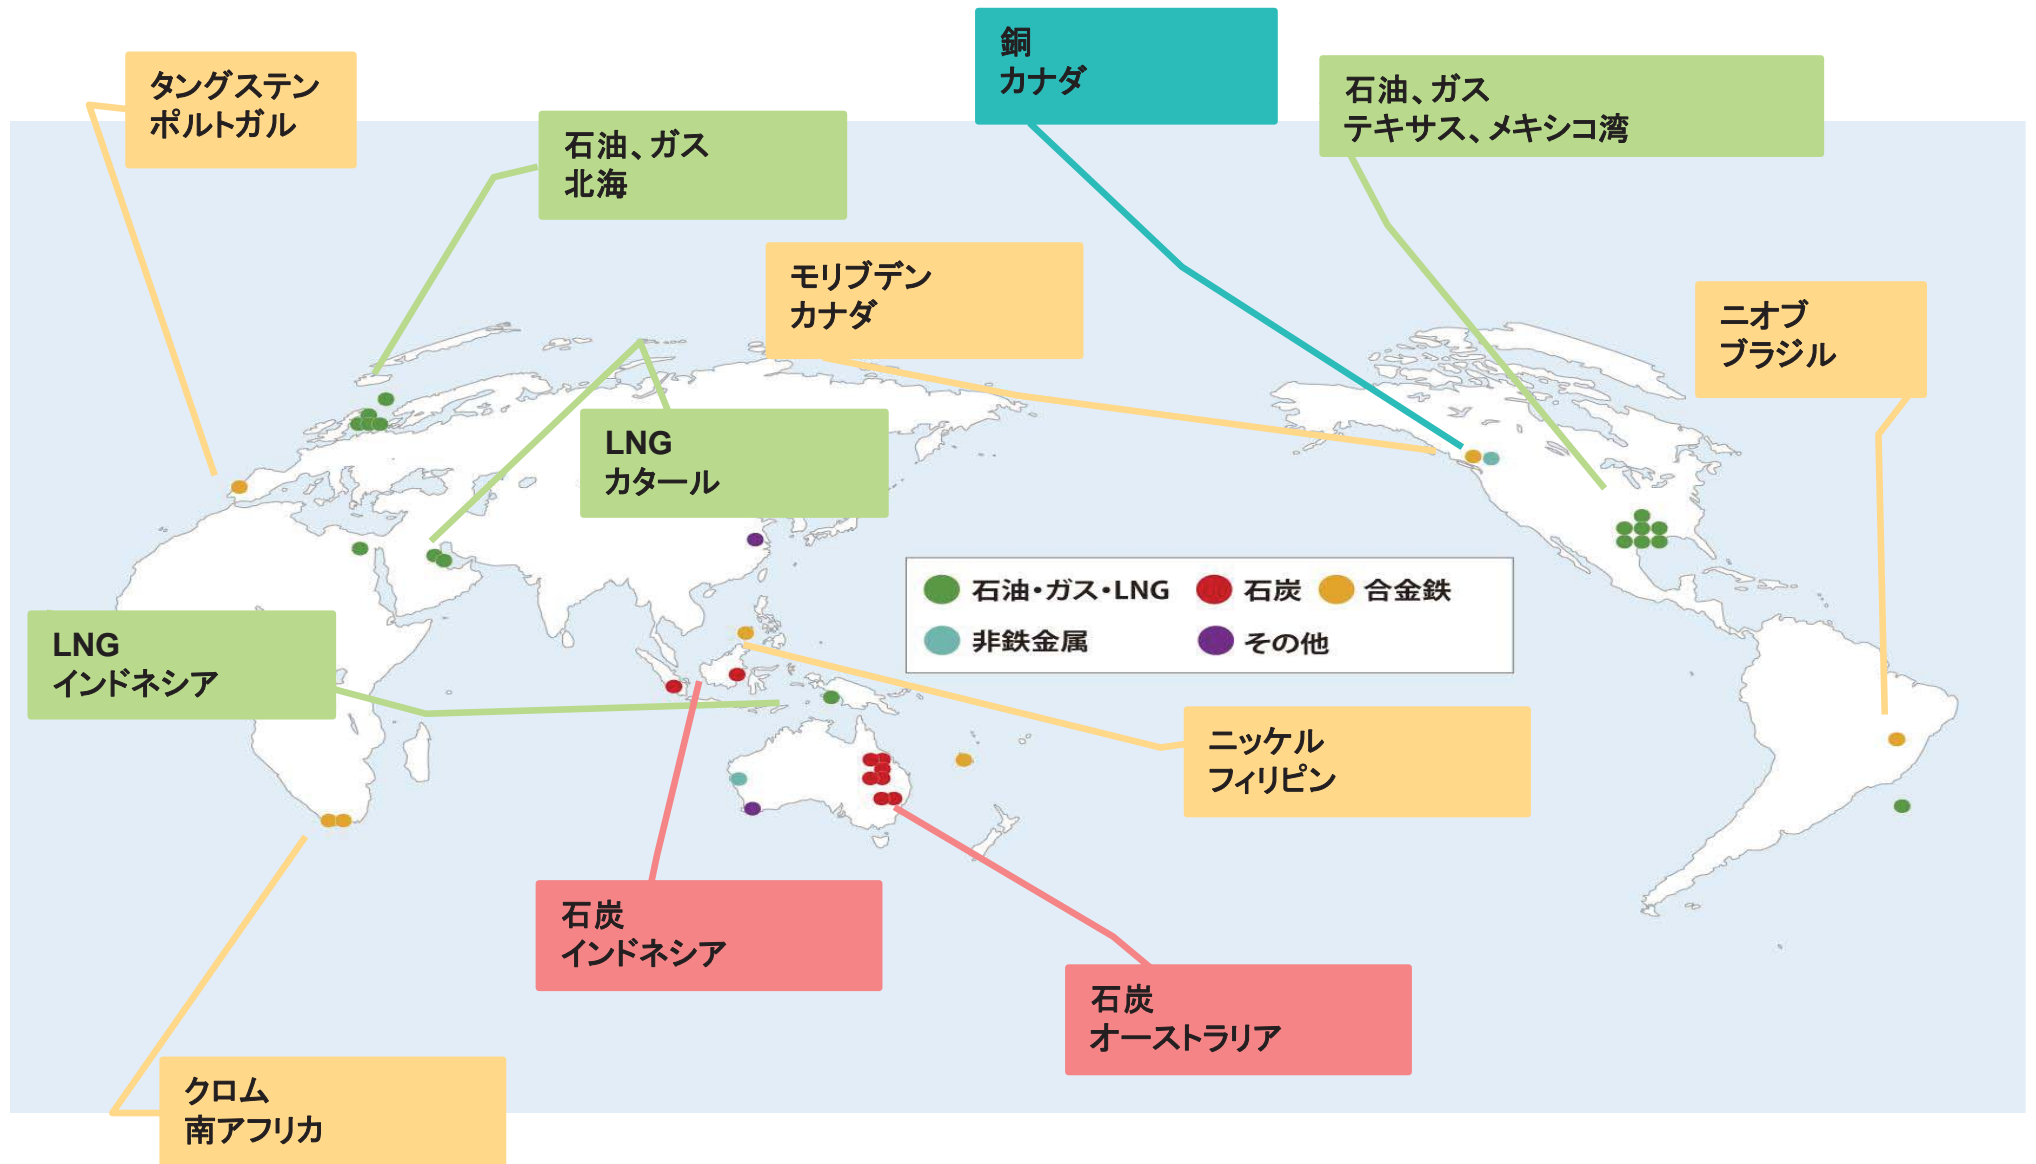 銅
カナダ
タングステン
ポルトガル
石油、ガス
テキサス、メキシコ湾
石油、ガス
北海
モリブデン
カナダ
ニオブ
ブラジル
LNG
カタール
石油・ガス・LNG
石炭
合金鉄
非鉄金属
その他
LNG
インドネシア
ニッケル
フィリピン
石炭
インドネシア
石炭
オーストラリア
クロム
南アフリカ